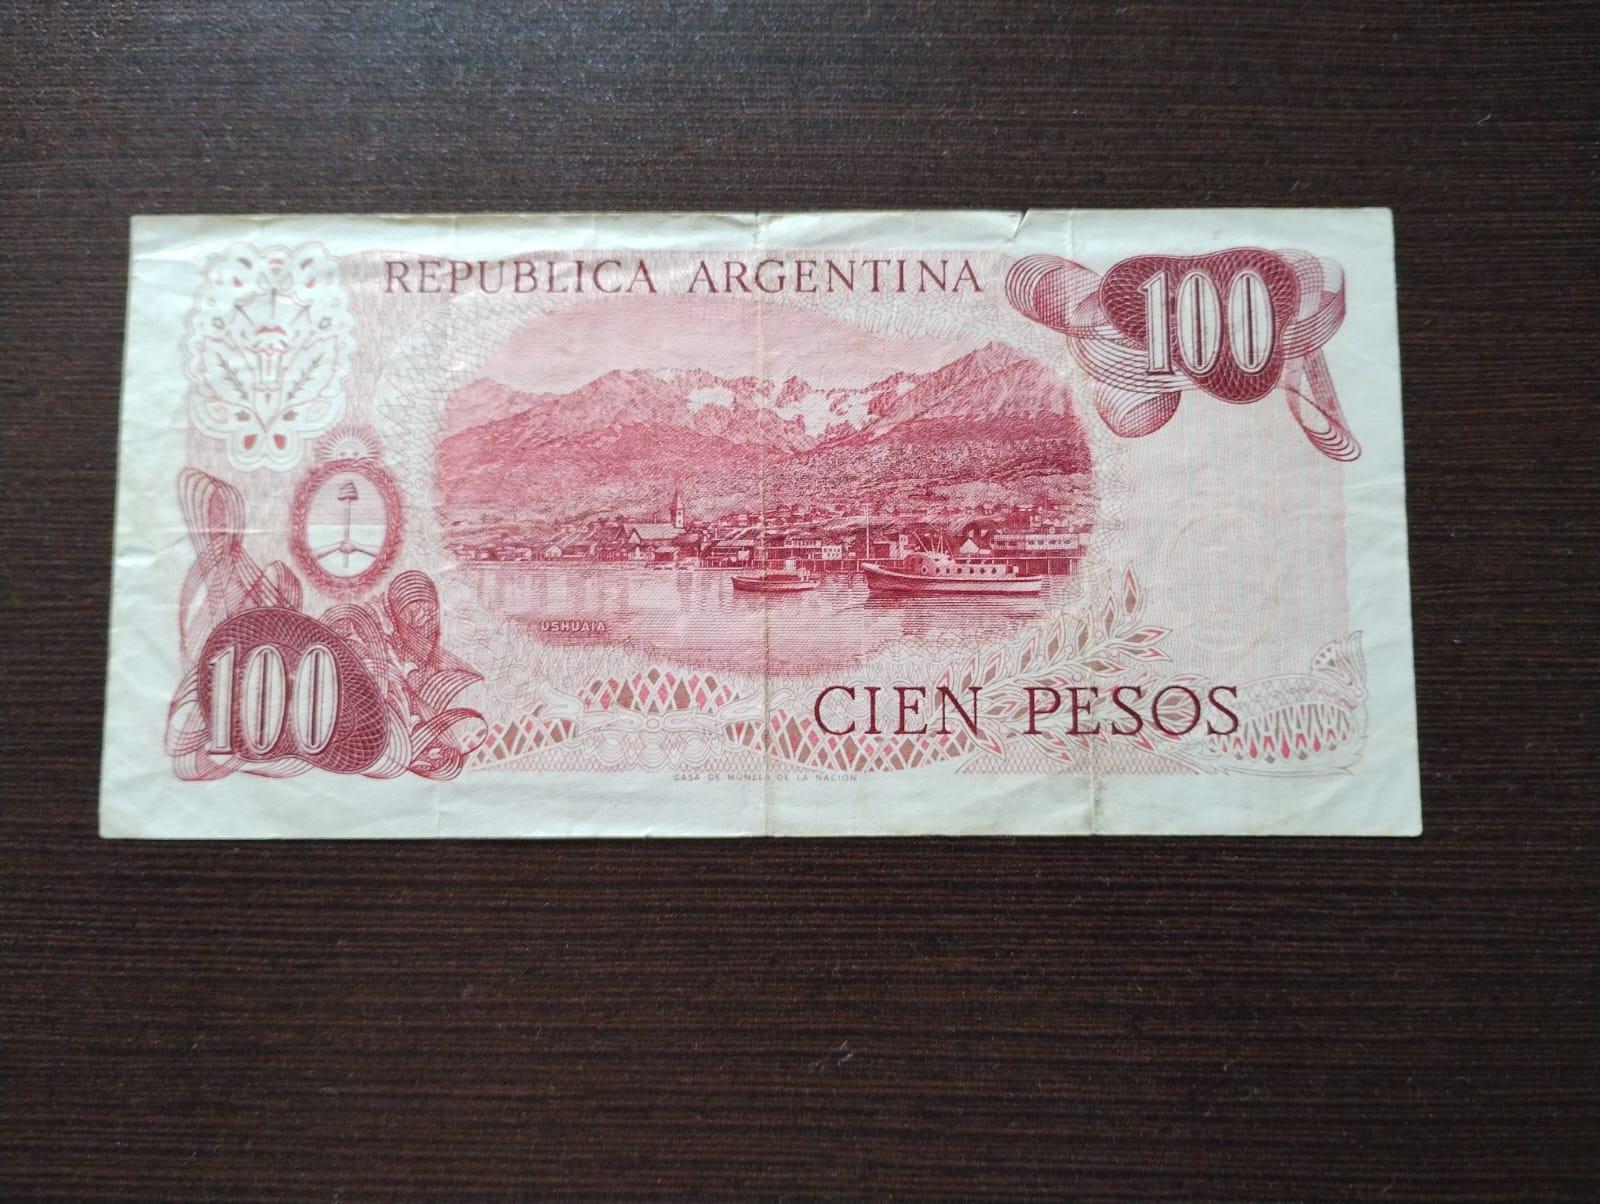 REPUBLICA ARGENTINA
100
USHUAIA
100
CIEN PESOS
CASA DE MONEDA DE LA NACION